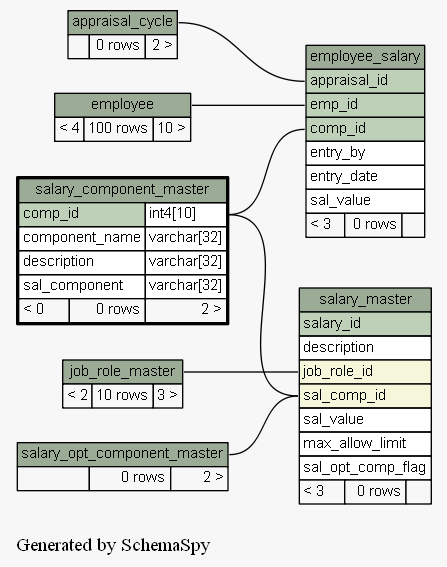 appraisal_cycle
0 rows 2 >
employee_salary
appraisal_id
emp_id
comp_id
entry_by
entry_date
sal_value
< 3 0 rows
employee
< 4 100 rows 10 >
salary_component_master
comp_id int4[10]
component_name varchar[32]
description varchar[32]
sal_component varchar[32]
< 0 0 rows 2 >
salary_master
salary_id
description
job_role_id
sal_comp_id
sal_value
max_allow_limit
sal_opt_comp_flag
< 3 0 rows
job_role_master
< 2 10 rows 3 >
salary_opt_component_master
0 rows 2 >
Generated by SchemaSpy